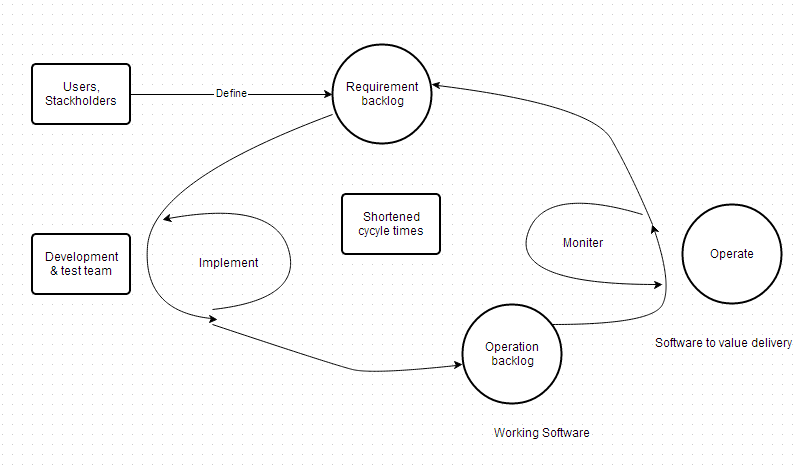 Users,
Stackholders
Define
Requirement
backlog
Shortened
cycyle times
Development
& test team
Implement
Moniter
Operate
Operation
backlog
Software to value delivery
Working Software